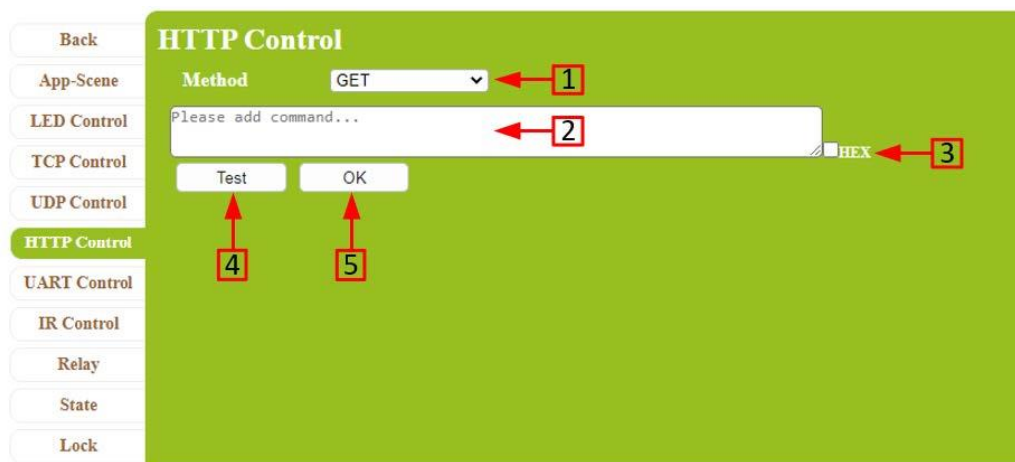 Back
App-Scene
LED Control
TCP Control
UDP Control
HTTP Control
UART Control
IR Control
Relay
State
Lock
HTTP Control
Method GET 1
Please add command... 2
HEX 3
Test OK
4 5